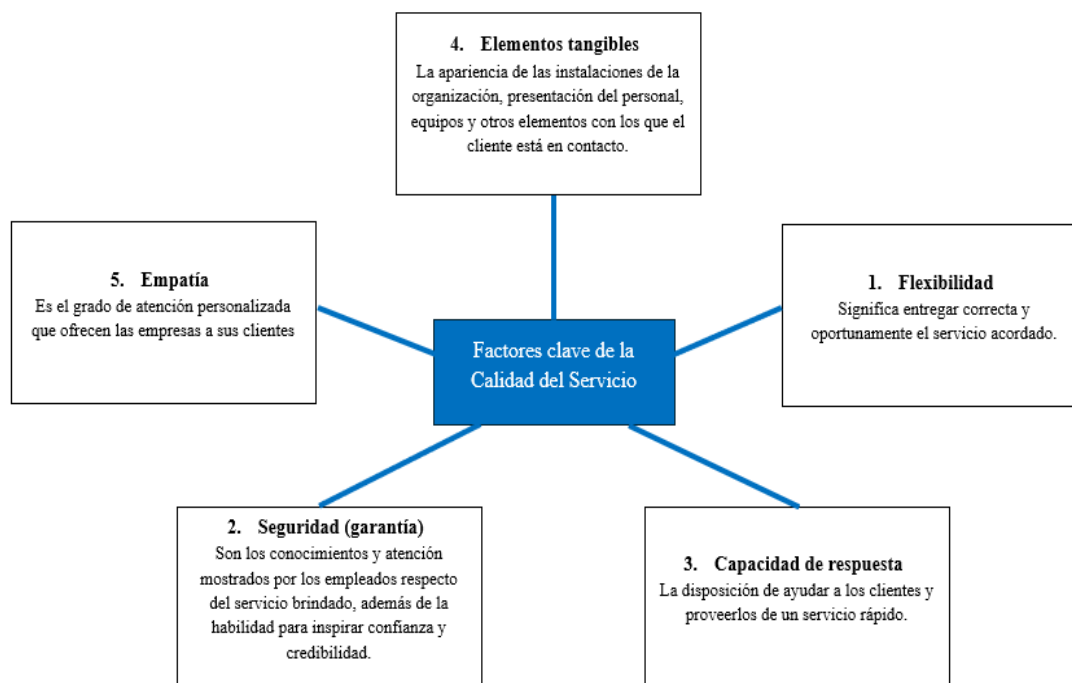 4. Elementos tangibles
La apariencia de las instalaciones de la
organización, presentación del personal,
equipos y otros elementos con los que el
cliente está en contacto.
5. Empatía
Es el grado de atención personalizada
que ofrecen las empresas a sus clientes
1. Flexibilidad
Significa entregar correcta y
oportunamente el servicio acordado.
Factores clave de la
Calidad del Servicio
2. Seguridad (garantía)
Son los conocimientos y atención
mostrados por los empleados respecto
del servicio brindado, además de la
habilidad para inspirar confianza y
credibilidad.
3. Capacidad de respuesta
La disposición de ayudar a los clientes y
proveerlos de un servicio rápido.